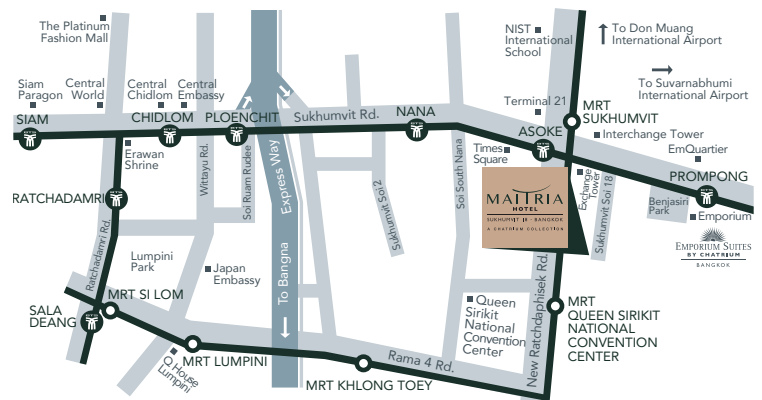 The Platinum
Fashion Mall
NIST
International
School
To Don Muang
International Airport
To Suvarnabhumi
International Airport
Siam
Paragon
Central
World
Central
Chidlom
Central
Embassy
Terminal 21
MRT
SUKHUMVIT
SIAM
CHIDLOM
PLOENCHIT
Sukhumvit Rd.
NANA
ASOKE
Interchange Tower
EmQuartier
PROMPONG
Erawan
Shrine
Wittayu Rd.
Soi Ruam Rudee
Express Way
Soi South Nana
Times
Square
Exchange
Tower
Sukhumvit Soi 18
Benjasiri
Park
Emporium
RATCHADAMRI
Ratchadamri Rd.
Sukhumvit Soi 2
MAITRIA
HOTEL
SUKHUMVIT 18 - BANGKOK
A CHATRIUM COLLECTION
EMPORIUM SUITES
BY CHATRIUM
BANGKOK
Lumpini
Park
Japan
Embassy
To Bangna
New Ratchdaphisek Rd.
MRT SI LOM
SALA
DEANG
Queen
Sirikit
National
Convention
Center
MRT
QUEEN SIRIKIT
NATIONAL
CONVENTION
CENTER
Q House
Lumpini
MRT LUMPINI
Rama 4 Rd.
MRT KHLONG TOEY